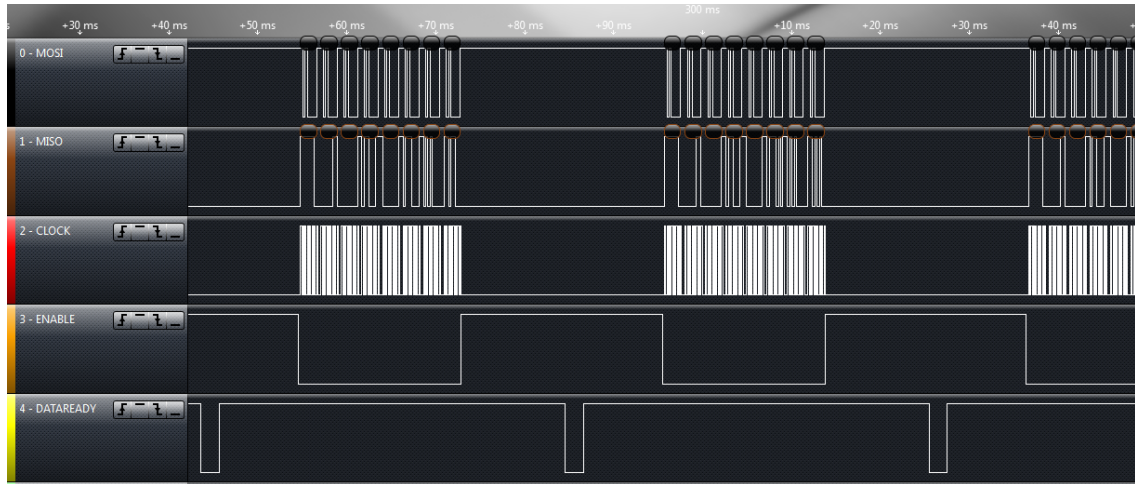 300 ms
s +30 ms +40 ms +50 ms +60 ms +70 ms +80 ms +90 ms +10 ms +20 ms +30 ms +40 ms +
0 - MOSI
1 - MISO
2 - CLOCK
3 - ENABLE
4 - DATAREADY